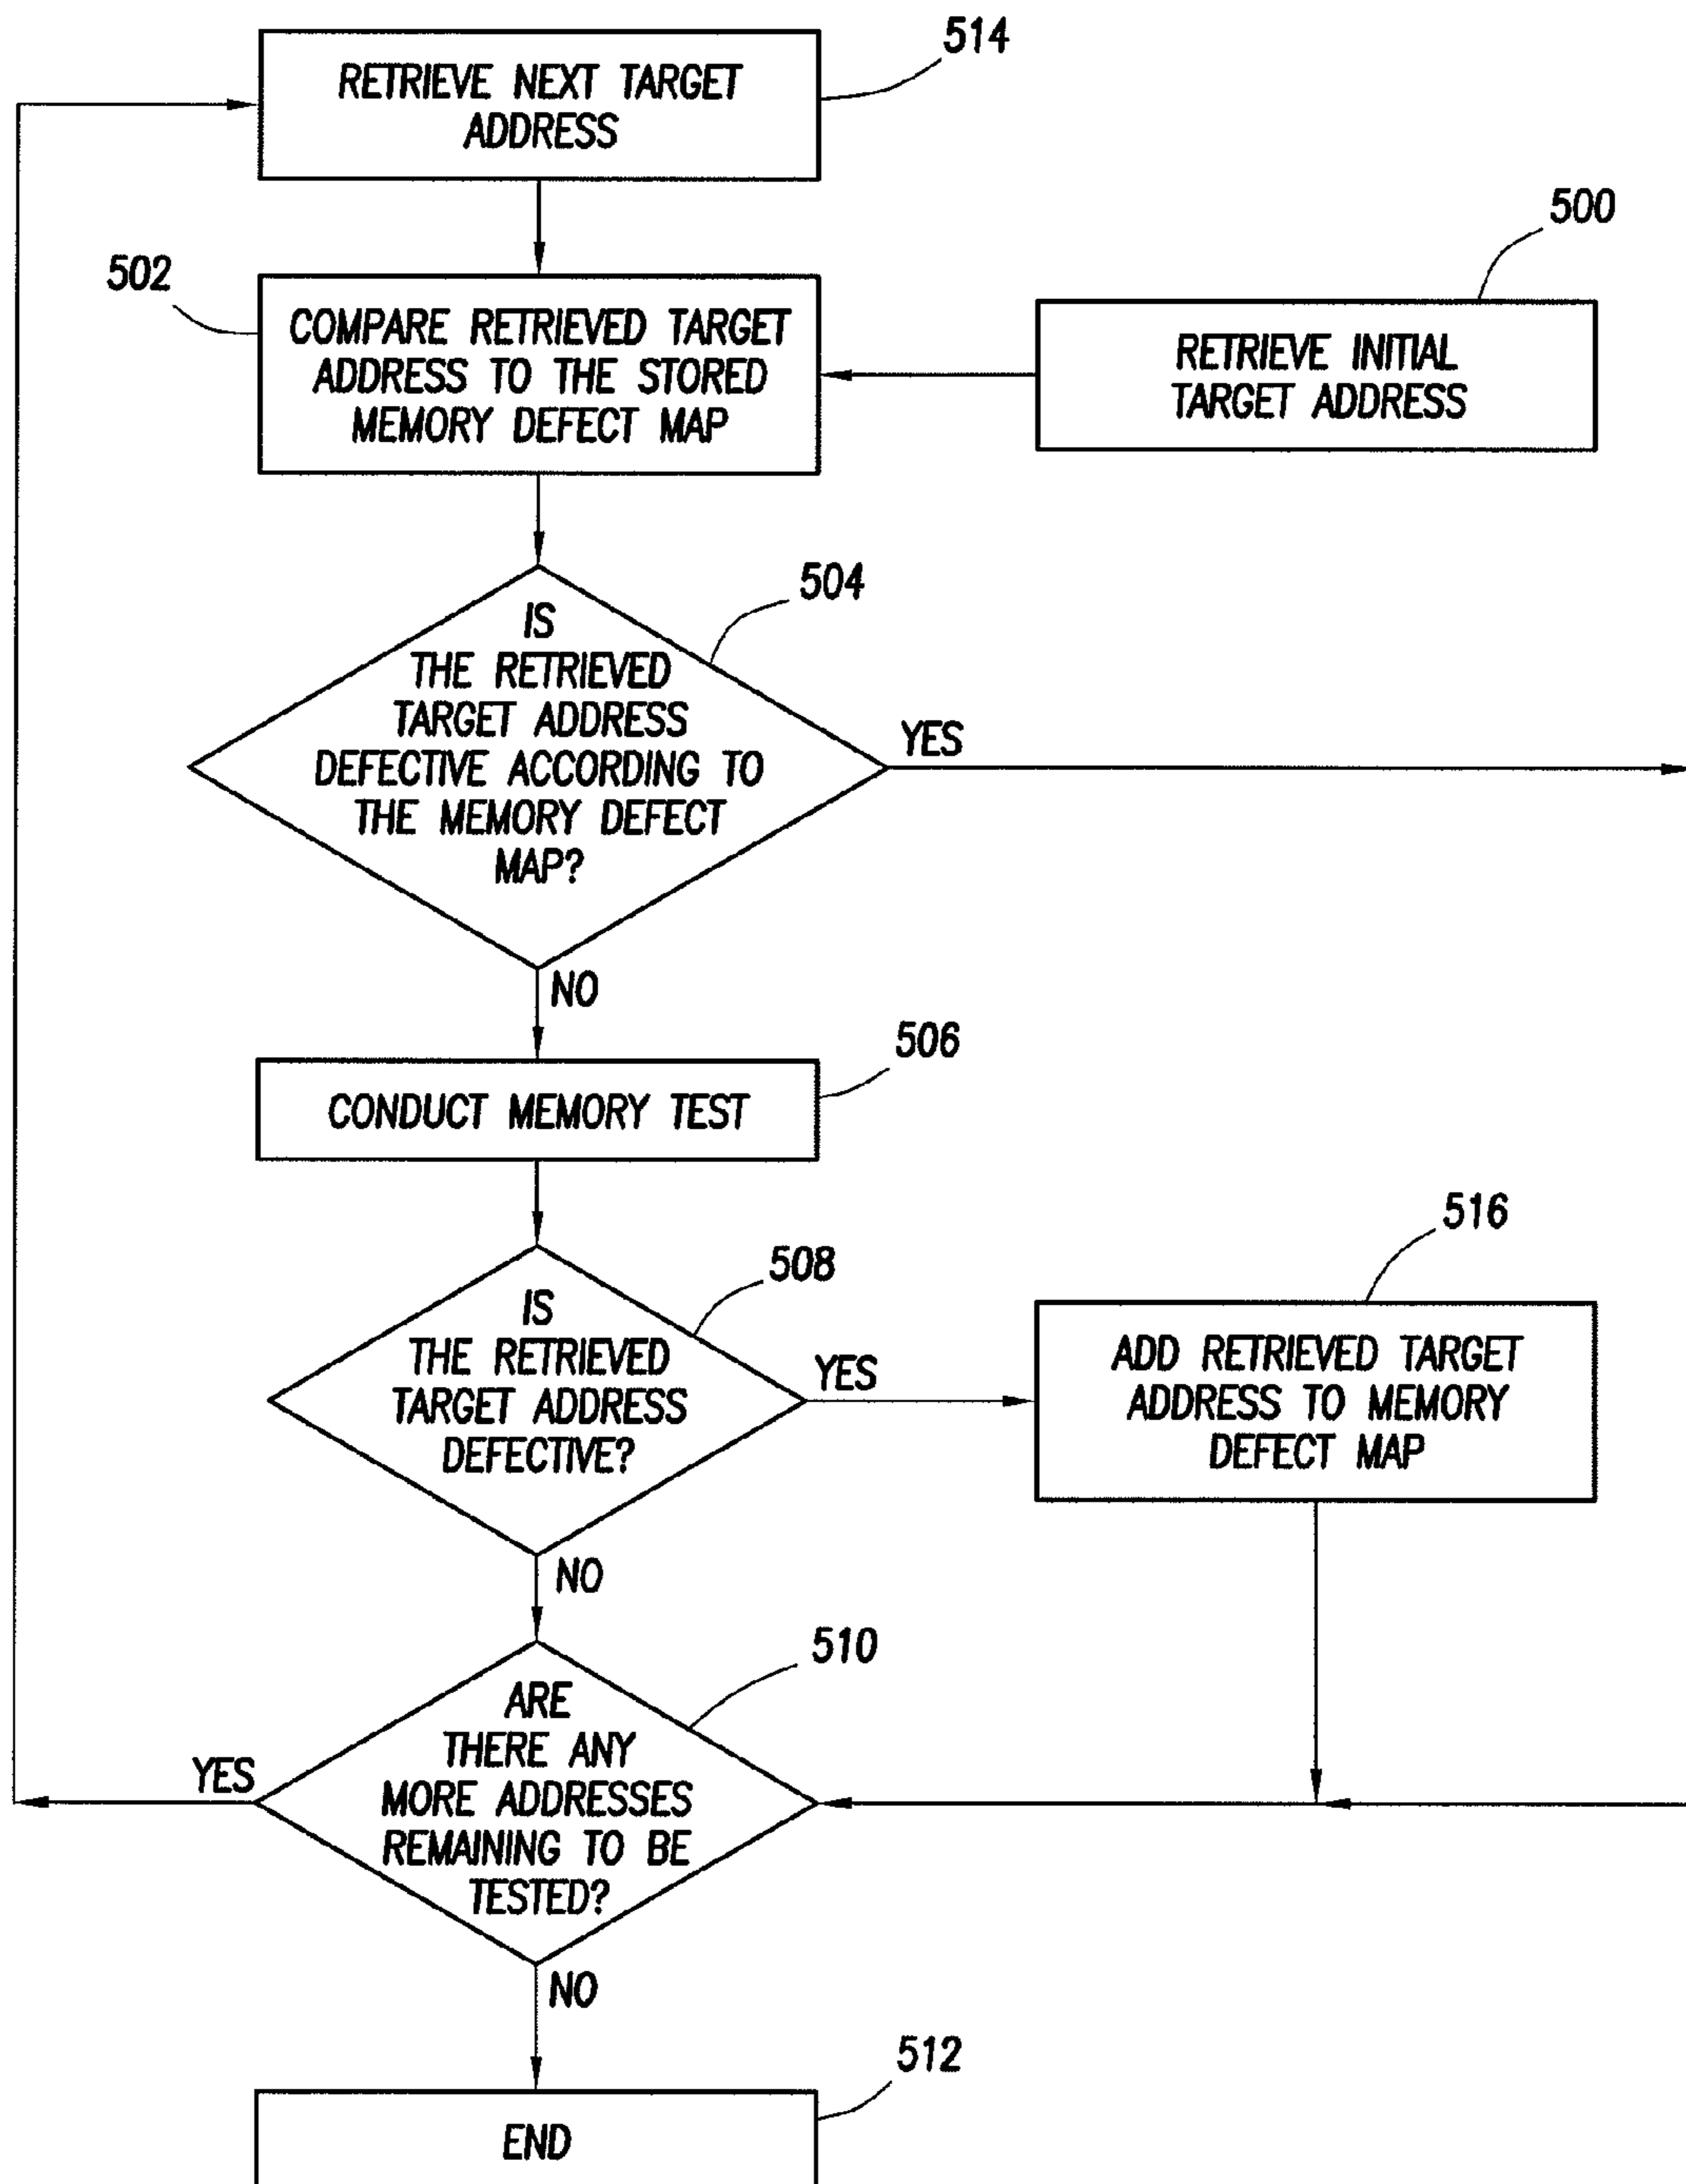 514
RETRIEVE NEXT TARGET
ADDRESS
500
502
COMPARE RETRIEVED TARGET
ADDRESS TO THE STORED
MEMORY DEFECT MAP
RETRIEVE INITIAL
TARGET ADDRESS
504
IS
THE RETRIEVED
TARGET ADDRESS
DEFECTIVE ACCORDING TO
THE MEMORY DEFECT
MAP?
YES
NO
506
CONDUCT MEMORY TEST
516
508
IS
THE RETRIEVED
TARGET ADDRESS
DEFECTIVE?
YES
ADD RETRIEVED TARGET
ADDRESS TO MEMORY
DEFECT MAP
NO
510
ARE
THERE ANY
MORE ADDRESSES
REMAINING TO BE
TESTED?
YES
NO
512
END